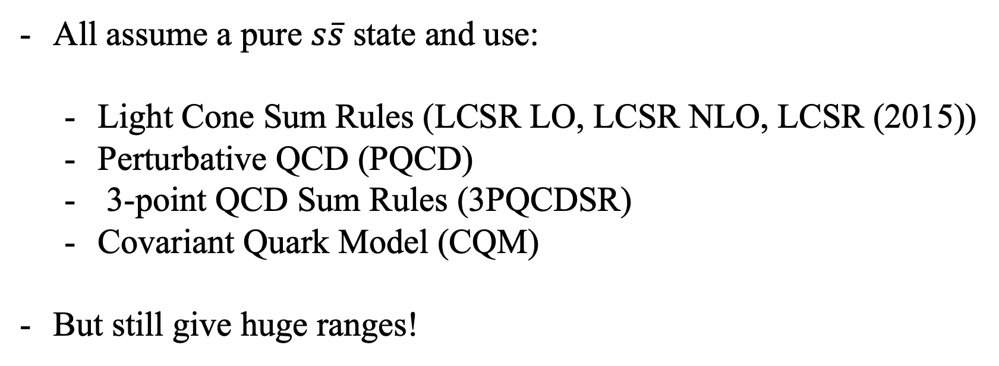 - All assume a pure ss̄ state and use:
- Light Cone Sum Rules (LCSR LO, LCSR NLO, LCSR (2015))
- Perturbative QCD (PQCD)
- 3-point QCD Sum Rules (3PQCDSR)
- Covariant Quark Model (CQM)
- But still give huge ranges!